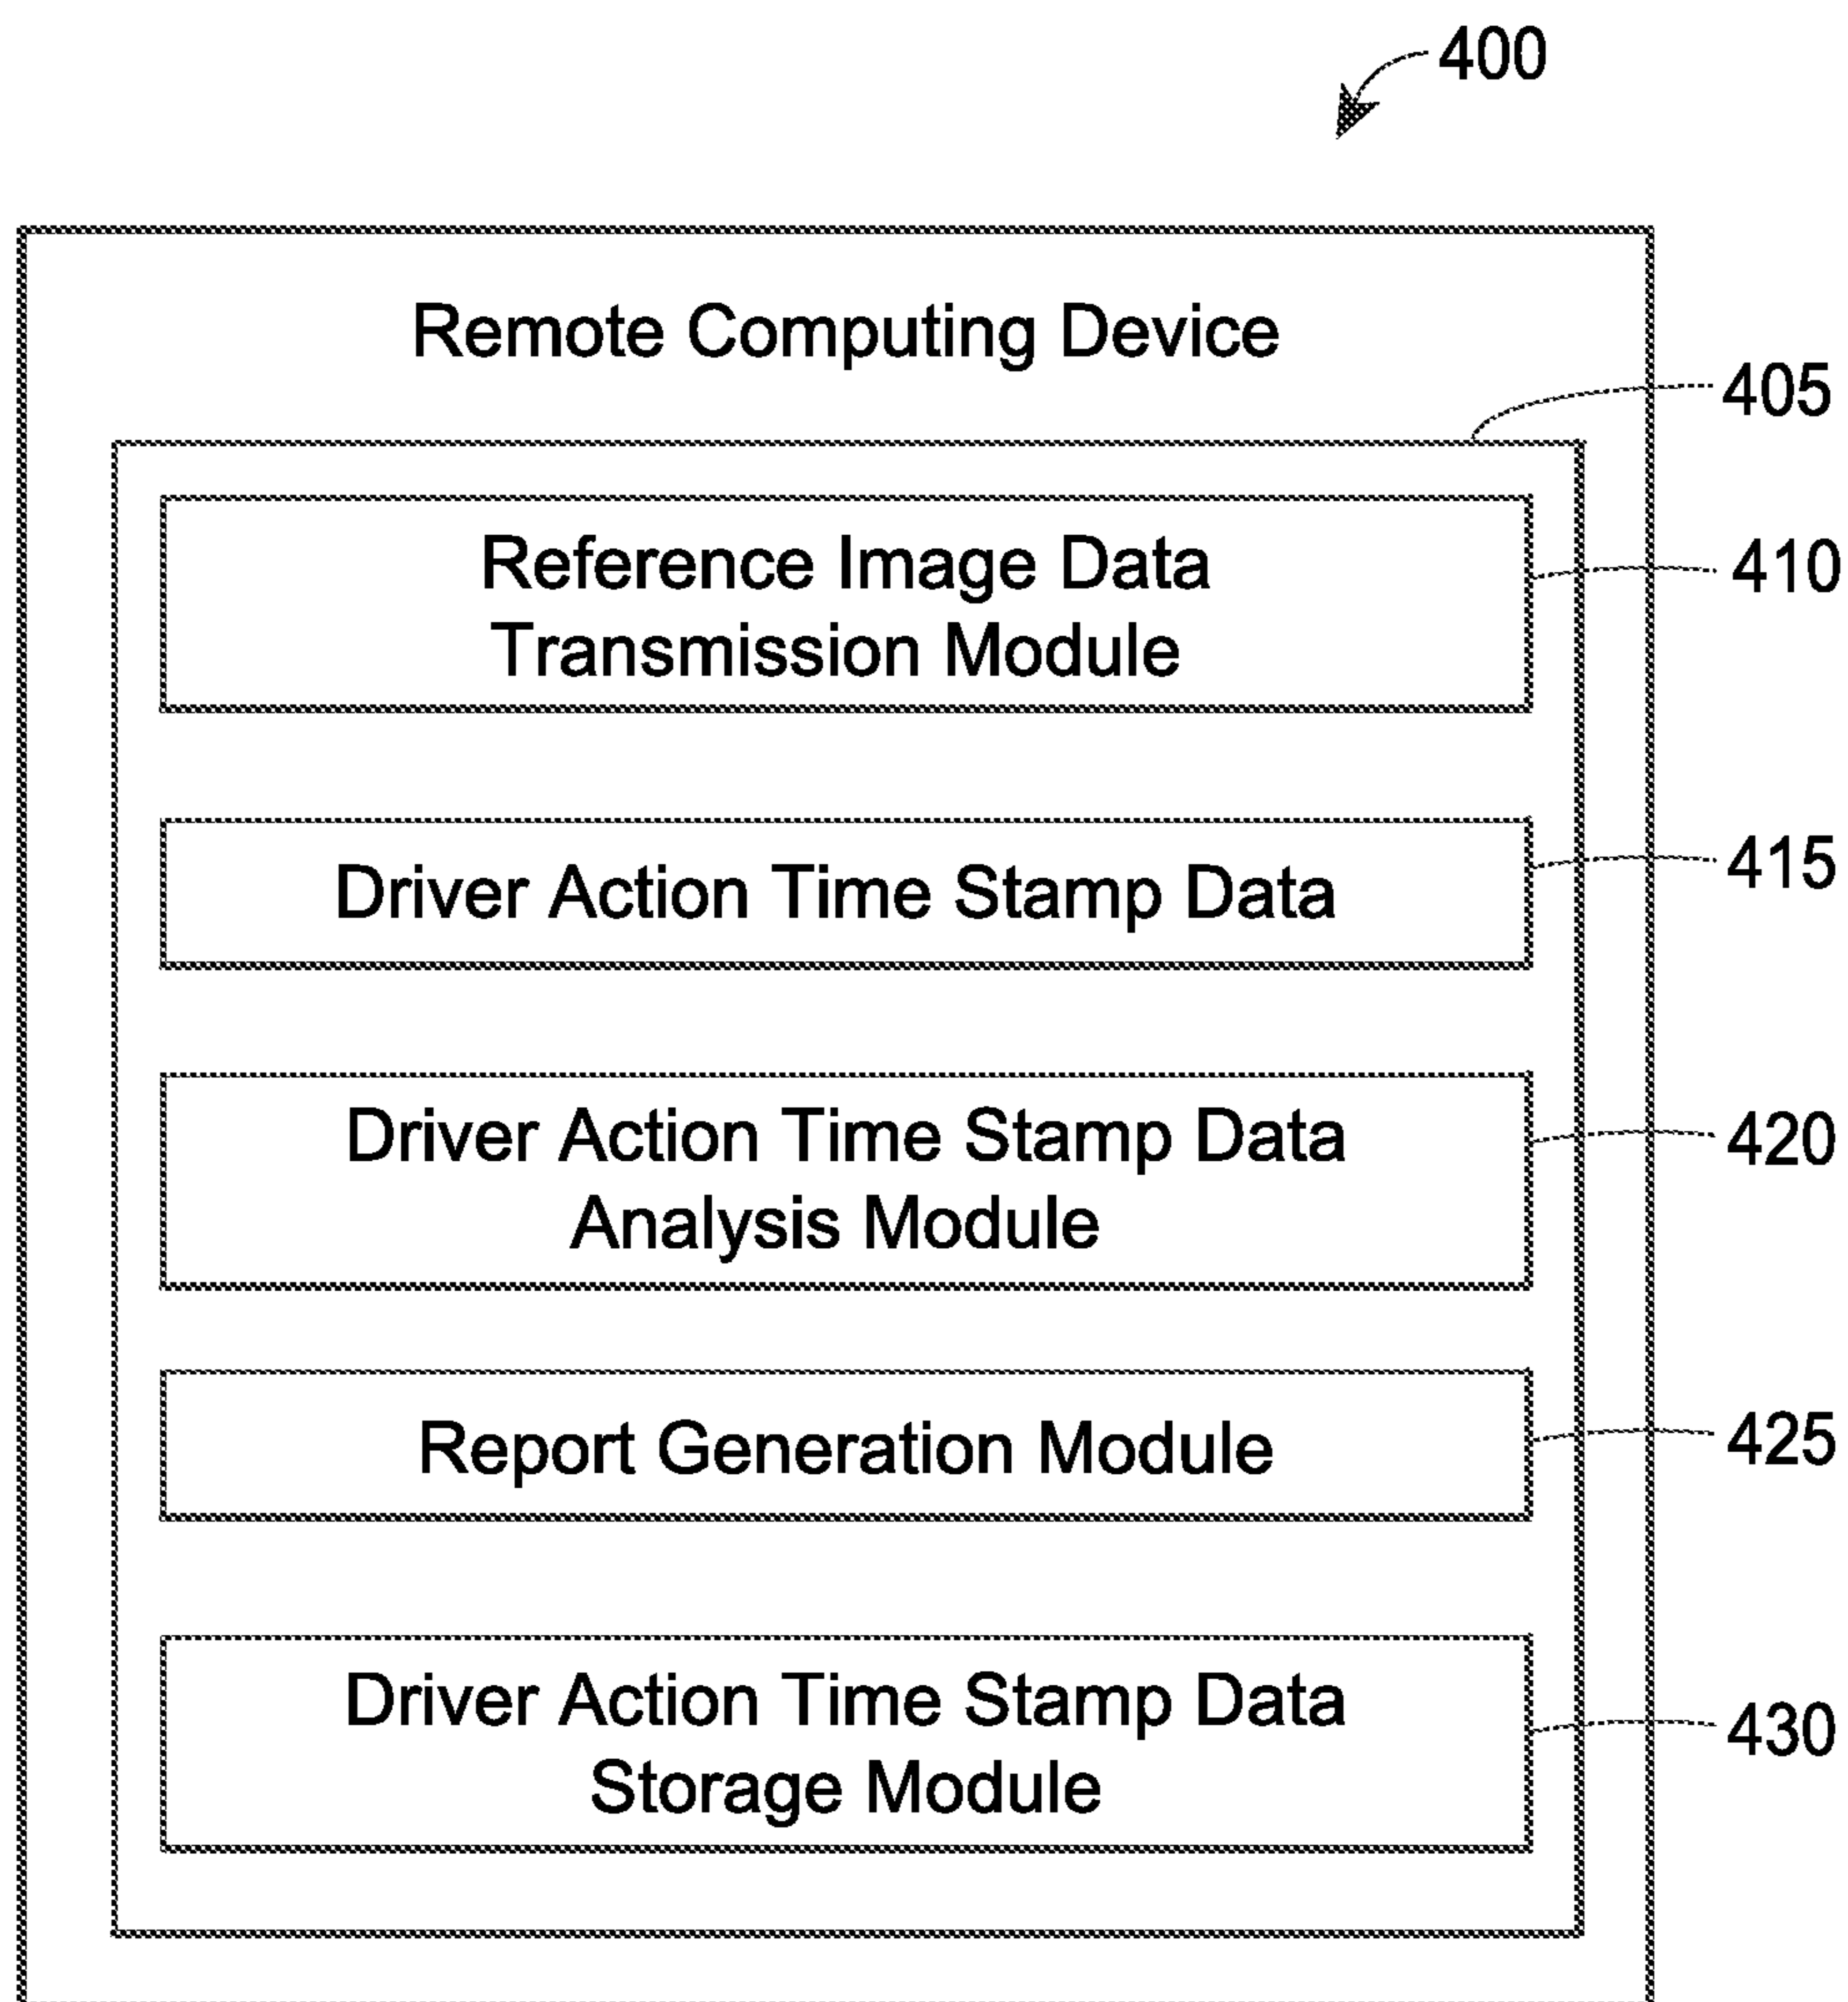 400
Remote Computing Device
405
Reference Image Data
Transmission Module
410
Driver Action Time Stamp Data
415
Driver Action Time Stamp Data
Analysis Module
420
Report Generation Module
425
Driver Action Time Stamp Data
Storage Module
430